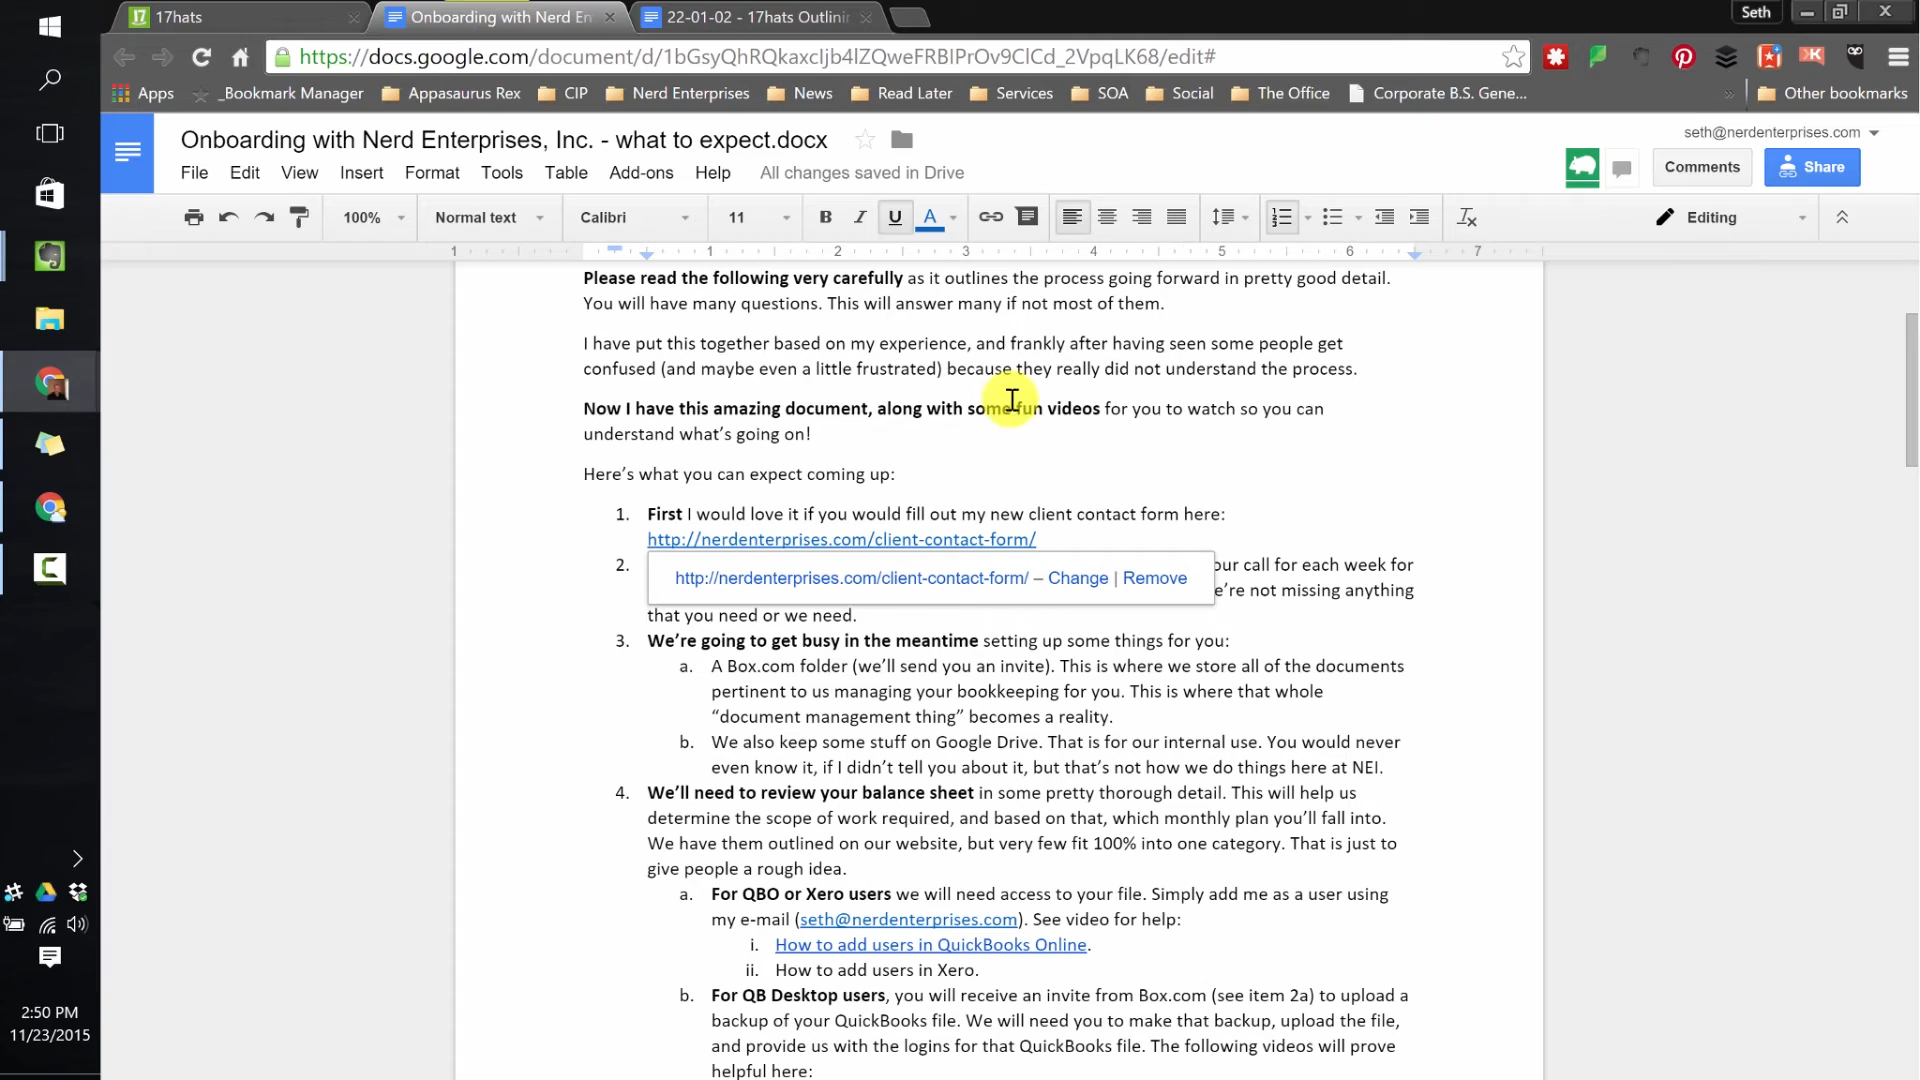 17hats
Onboarding with Nerd En
22-01-02 - 17hats Outlinin
Seth
https://docs.google.com/document/d/1bGsyQhRQkaxcIjb4lZQweFRBIPrOv9ClCd_2VpqLK68/edit#
Apps
_Bookmark Manager
Appasaurus Rex
CIP
Nerd Enterprises
News
Read Later
Services
SOA
Social
The Office
Corporate B.S. Gene...
»
Other bookmarks
Onboarding with Nerd Enterprises, Inc. - what to expect.docx
seth@nerdenterprises.com
File Edit View Insert Format Tools Table Add-ons Help All changes saved in Drive
Comments
Share
100% Normal text Calibri 11 B I U A Editing
1 1 2 3 4 5 6 7
Please read the following very carefully as it outlines the process going forward in pretty good detail.
You will have many questions. This will answer many if not most of them.
I have put this together based on my experience, and frankly after having seen some people get
confused (and maybe even a little frustrated) because they really did not understand the process.
Now I have this amazing document, along with some fun videos for you to watch so you can
understand what’s going on!
Here’s what you can expect coming up:
1. First I would love it if you would fill out my new client contact form here:
http://nerdenterprises.com/client-contact-form/
2. our call for each week for
http://nerdenterprises.com/client-contact-form/ – Change | Remove
e’re not missing anything
that you need or we need.
3. We’re going to get busy in the meantime setting up some things for you:
a. A Box.com folder (we’ll send you an invite). This is where we store all of the documents
pertinent to us managing your bookkeeping for you. This is where that whole
“document management thing” becomes a reality.
b. We also keep some stuff on Google Drive. That is for our internal use. You would never
even know it, if I didn’t tell you about it, but that’s not how we do things here at NEI.
4. We’ll need to review your balance sheet in some pretty thorough detail. This will help us
determine the scope of work required, and based on that, which monthly plan you’ll fall into.
We have them outlined on our website, but very few fit 100% into one category. That is just to
give people a rough idea.
a. For QBO or Xero users we will need access to your file. Simply add me as a user using
my e-mail (seth@nerdenterprises.com). See video for help:
i. How to add users in QuickBooks Online.
ii. How to add users in Xero.
b. For QB Desktop users, you will receive an invite from Box.com (see item 2a) to upload a
backup of your QuickBooks file. We will need you to make that backup, upload the file,
and provide us with the logins for that QuickBooks file. The following videos will prove
helpful here:
2:50 PM
11/23/2015